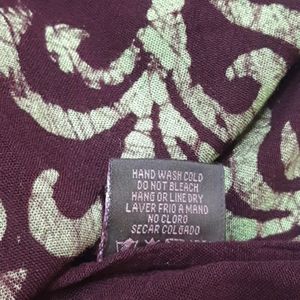 HAND WASH COLD
DO NOT BLEACH
HANG OR LINE DRY
LAVER FRIO A MANO
NO CLORO
SECAR COLGADO